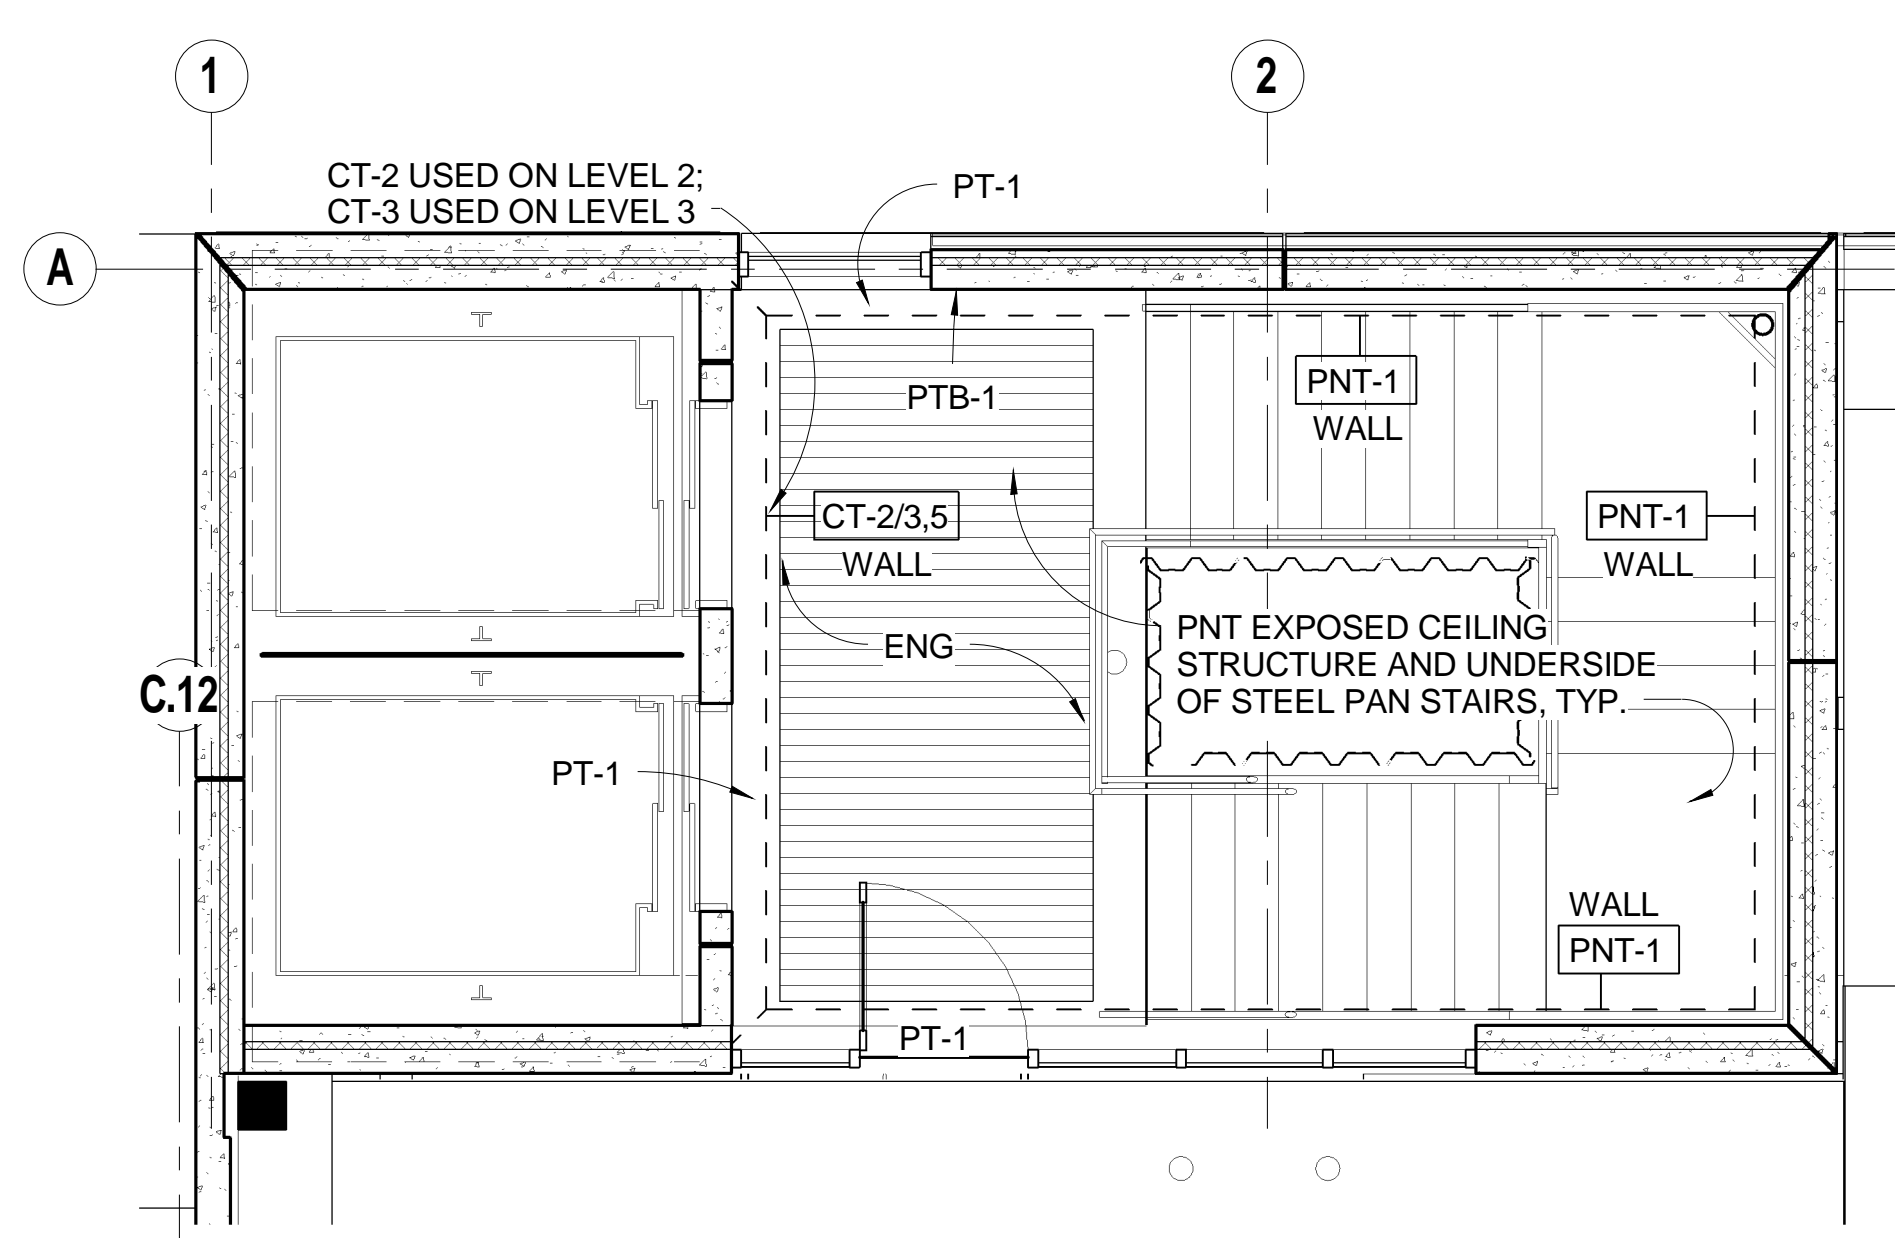 1
2
A
CT-2 USED ON LEVEL 2;
CT-3 USED ON LEVEL 3
PT-1
PTB-1
PNT-1
WALL
CT-2/3,5
WALL
PNT-1
WALL
ENG
PNT EXPOSED CEILING
STRUCTURE AND UNDERSIDE
OF STEEL PAN STAIRS, TYP.
C.12
PT-1
WALL
PNT-1
PT-1